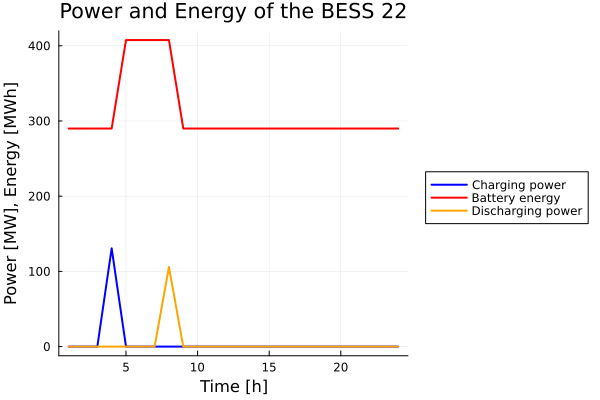 Power and Energy of the BESS 22
Power [MW], Energy [MWh]
400
300
200
100
0
5
10
15
20
Time [h]
Charging power
Battery energy
Discharging power